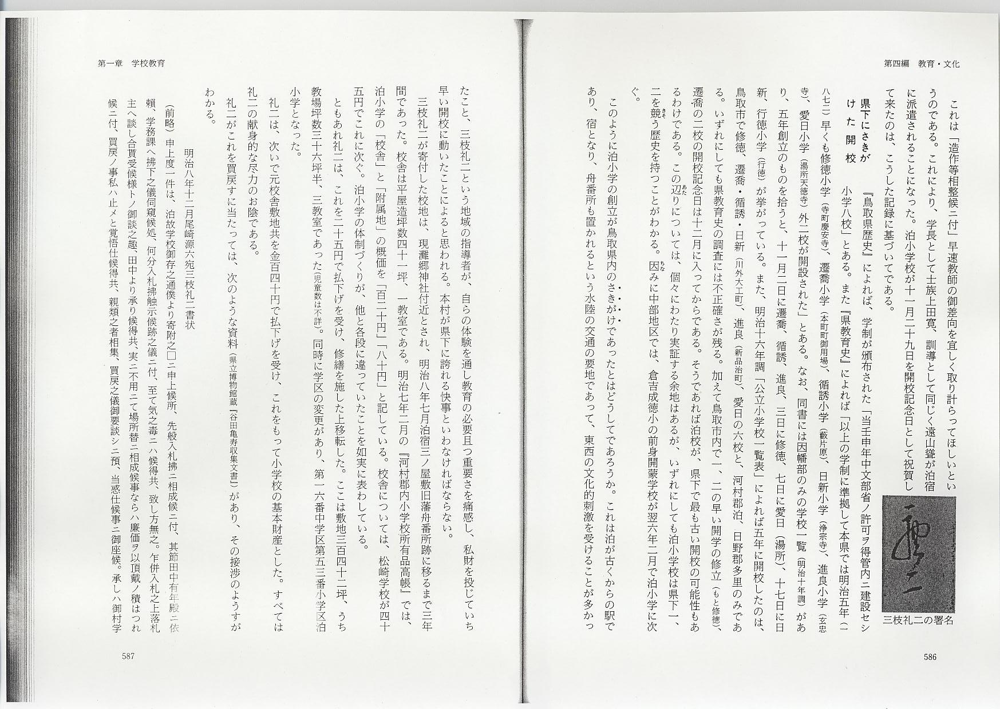 第四編　教育・文化
これは「造作等相整候ニ付」早速教師の御差向を宜しく取り計らってほしいとい
うのである。これにより、学長として士族上田寛、訓導として同じく遠山聳が泊宿
に派遣されることになった。泊小学校が十一月二十九日を開校記念日として祝賀し
て来たのは、こうした記録に基づいてである。
三枝礼二の署名
県下にさきが
けた開校
『鳥取県歴史』によれば、学制が頒布された「当壬申年中文部省ノ許可ヲ得管内ニ建設セシ
小学八校」とある。また『県教育史』によれば「以上の学制に準拠して本県では明治五年（一
八七二）早くも修徳小学（寺町慶安寺）、遷喬小学（本町町御用場）、循誘小学（藪片原）、日新小学（浄宗寺）、進良小学（玄忠
寺）、愛日小学（湯所天徳寺）外二校が開設された」とある。なお、同書には因幡部のみの学校一覧（明治十年調）があ
り、五年創立のものを拾うと、十一月二日に遷喬、循誘、進良、三日に修徳、七日に愛日（湯所）、十七日に日
新、行徳小学（行徳）が挙がっている。また、明治十六年調「公立小学校一覧表」によれば五年に開校したのは、
鳥取市で修徳、遷喬・循誘・日新（川外大工町）、進良（新品治町）、愛日の六校と、河村郡泊、日野郡多里のみであ
る。いずれにしても県教育史の調査には不正確さが残る。加えて鳥取市内で一、二の早い開学の修立（もと修徳）、
遷喬の二校の開校記念日は十二月に入ってからである。そうであれば泊校が、県下で最も古い開校の可能性もあ
るわけである。この辺りについては、個々にわたり実証する余地はあるが、いずれにしても泊小学校は県下一、
二を競う歴史を持つことがわかる。因みに中部地区では、倉吉成徳小の前身開蒙学校が翌六年二月で泊小学に次
ぐ。
このように泊小学の創立が鳥取県内のさきがけであったとはどうしてであろうか。これは泊が古くからの駅で
あり、宿となり、舟番所も置かれるという水陸の交通の要地であって、東西の文化的刺激を受けることが多かっ
586
第一章　学校教育
たこと、三枝礼二という地域の指導者が、自らの体験を通し教育の必要且つ重要さを痛感し、私財を投じていち
早い開校に動いたことによると思われる。本村が県下に誇れる快事といわなければならない。
三枝礼二が寄付した校地は、現灘郷神社付近とされ、明治八年七月泊宿三ノ屋敷旧藩舟番所跡に移るまで三年
間であった。校舎は平屋造坪数四十一坪、一教室である。明治七年二月の『河村郡内小学校所有品高帳』では、
泊小学の「校舎」と「附属地」の概価を「百二十円」「八十円」と記している。校舎については、松崎学校が四十
五円でこれに次ぐ。泊小学の体制づくりが、他と各段に違っていたことを如実に表わしている。
ともあれ礼二は、これを二十五円で払下げを受け、修繕を施した上移転した。ここは敷地三百四十二坪、うち
教場坪数三十六坪半、三教室であった（児童数は不詳）。同時に学区の変更があり、第一六番中学区第五三番小学区泊
小学となった。
礼二は、次いで元校舎敷地共を金百四十円で払下げを受け、これをもって小学校の基本財産とした。すべては
礼二の献身的な尽力のお陰である。
礼二がこれを買戻すに当たっては、次のような資料（県立博物館蔵『谷田亀寿収集文書』）があり、その接渉のようすが
わかる。
明治八年十二月尾崎源六宛三枝礼二書状
（前略）申上度一件は、泊故学校御存之通僕より寄附之□ニ申上候所、先般入札拂ニ相成候ニ付、其節田中有年殿ニ依
賴、学務課へ拂下之儀伺窺候処、何分入札拂触示候跡之儀ニ付、至て気之毒ニハ候得共、致し方無之。乍併入札之上落札
主へ談し合貰受候様トノ御談之趣、田中より承り候得共、実ニ不用ニて場所替ニ相成候事ならハ廉価ヲ以頂戴ノ積はつれ
候ニ付、買戻ノ事私ハ止メと覚悟仕候得共、親類之者相集、買戻之儀御要談シニ預、当惑仕候事ニ御座候。承しハ御村学
587